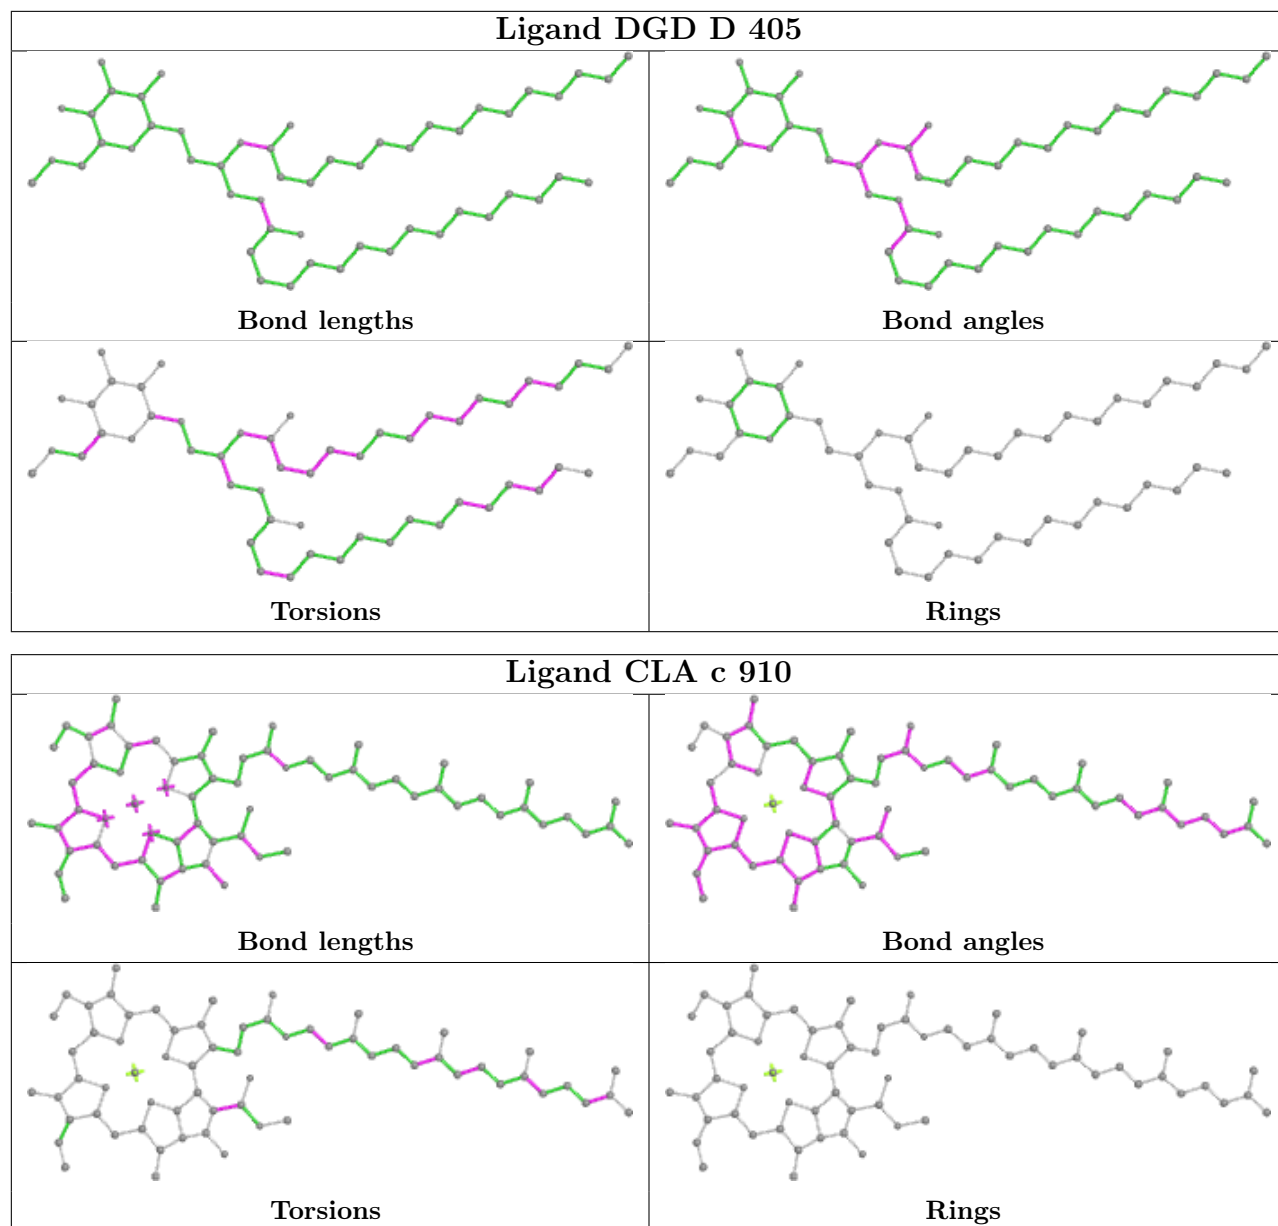 Ligand DGD D 405
Bond lengths
Bond angles
Torsions
Rings
Ligand CLA c 910
Bond lengths
Bond angles
Torsions
Rings